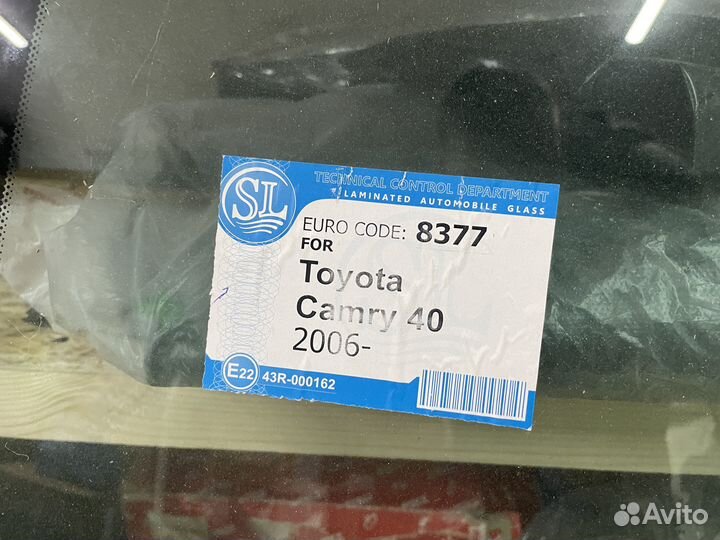 SL
TECHNICAL CONTROL DEPARTMENT
LAMINATED AUTOMOBILE GLASS
EURO CODE: 8377
FOR
Toyota
Camry 40
2006-
E22 43R-000162
Avito